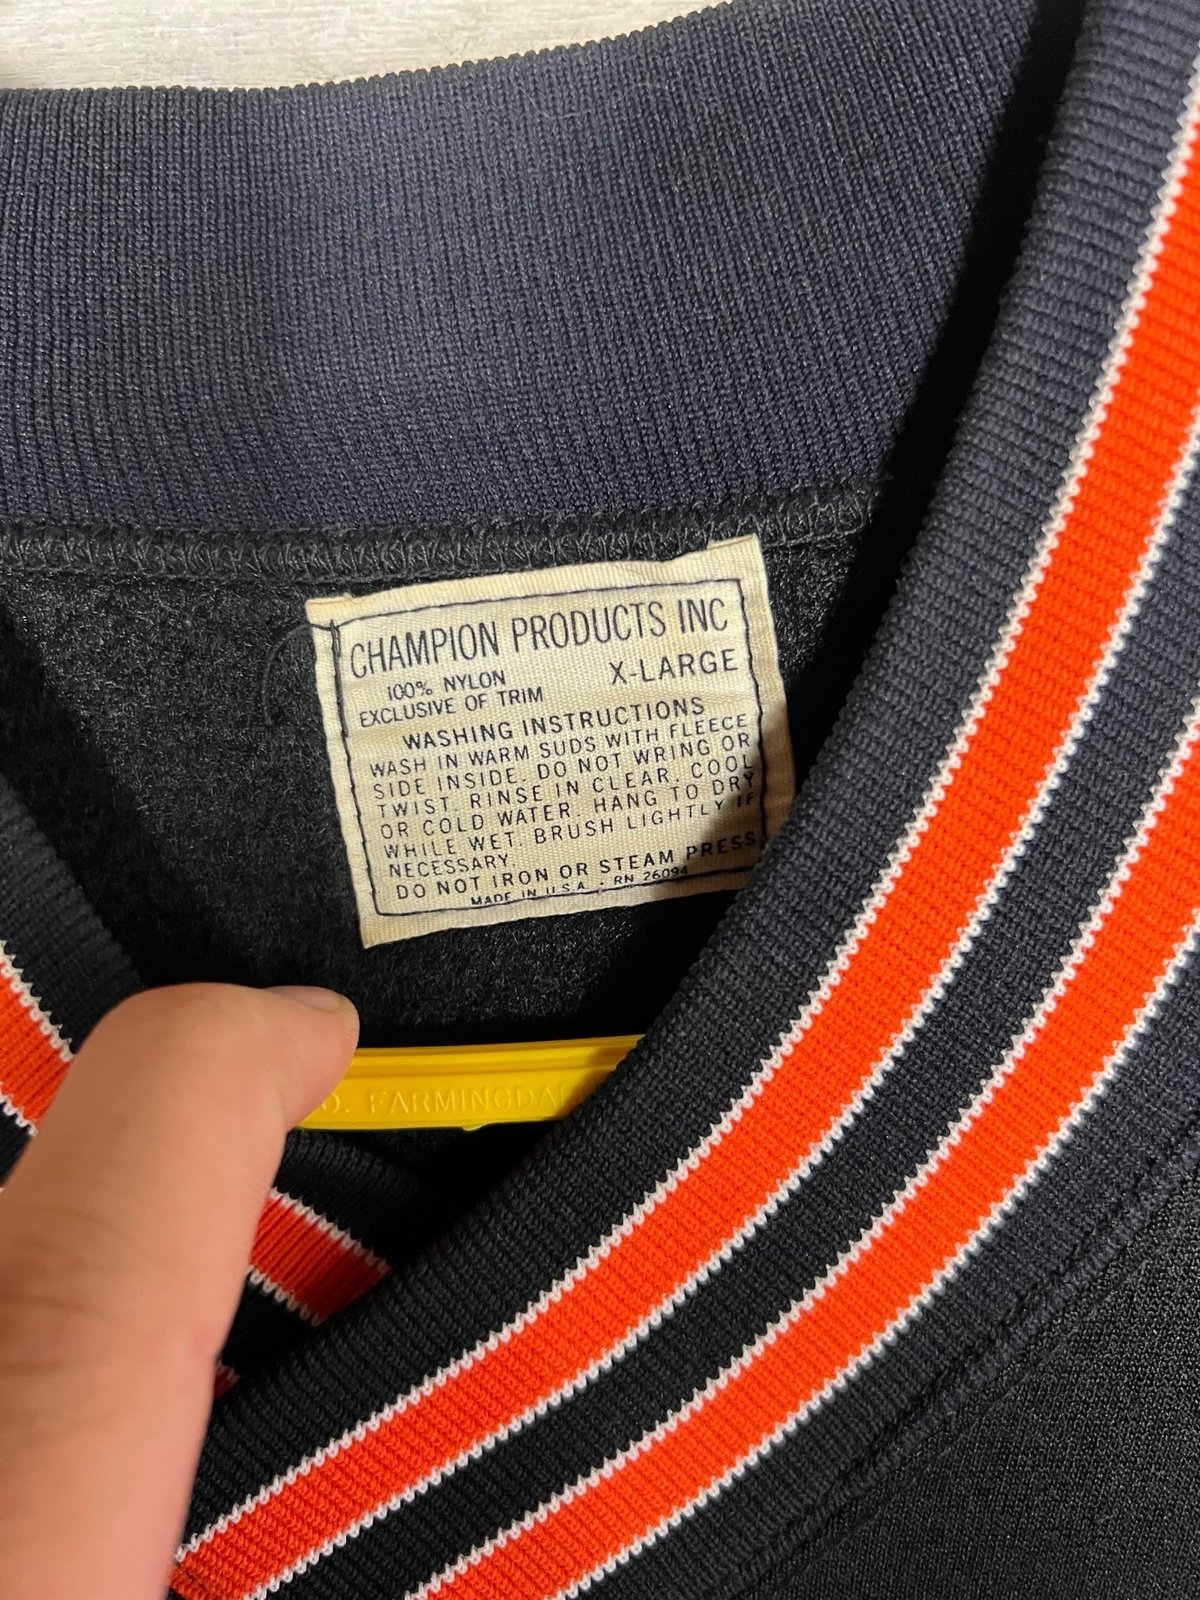 CHAMPION PRODUCTS INC
100% NYLON X-LARGE
EXCLUSIVE OF TRIM
WASHING INSTRUCTIONS
WASH IN WARM SUDS WITH FLEECE
SIDE INSIDE. DO NOT WRING OR
TWIST. RINSE IN CLEAR. COOL
OR COLD WATER. HANG TO DRY
WHILE WET. BRUSH LIGHTLY IF
NECESSARY.
DO NOT IRON OR STEAM PRESS.
MADE IN U.S.A. RN 26094
O. FARMINGDA